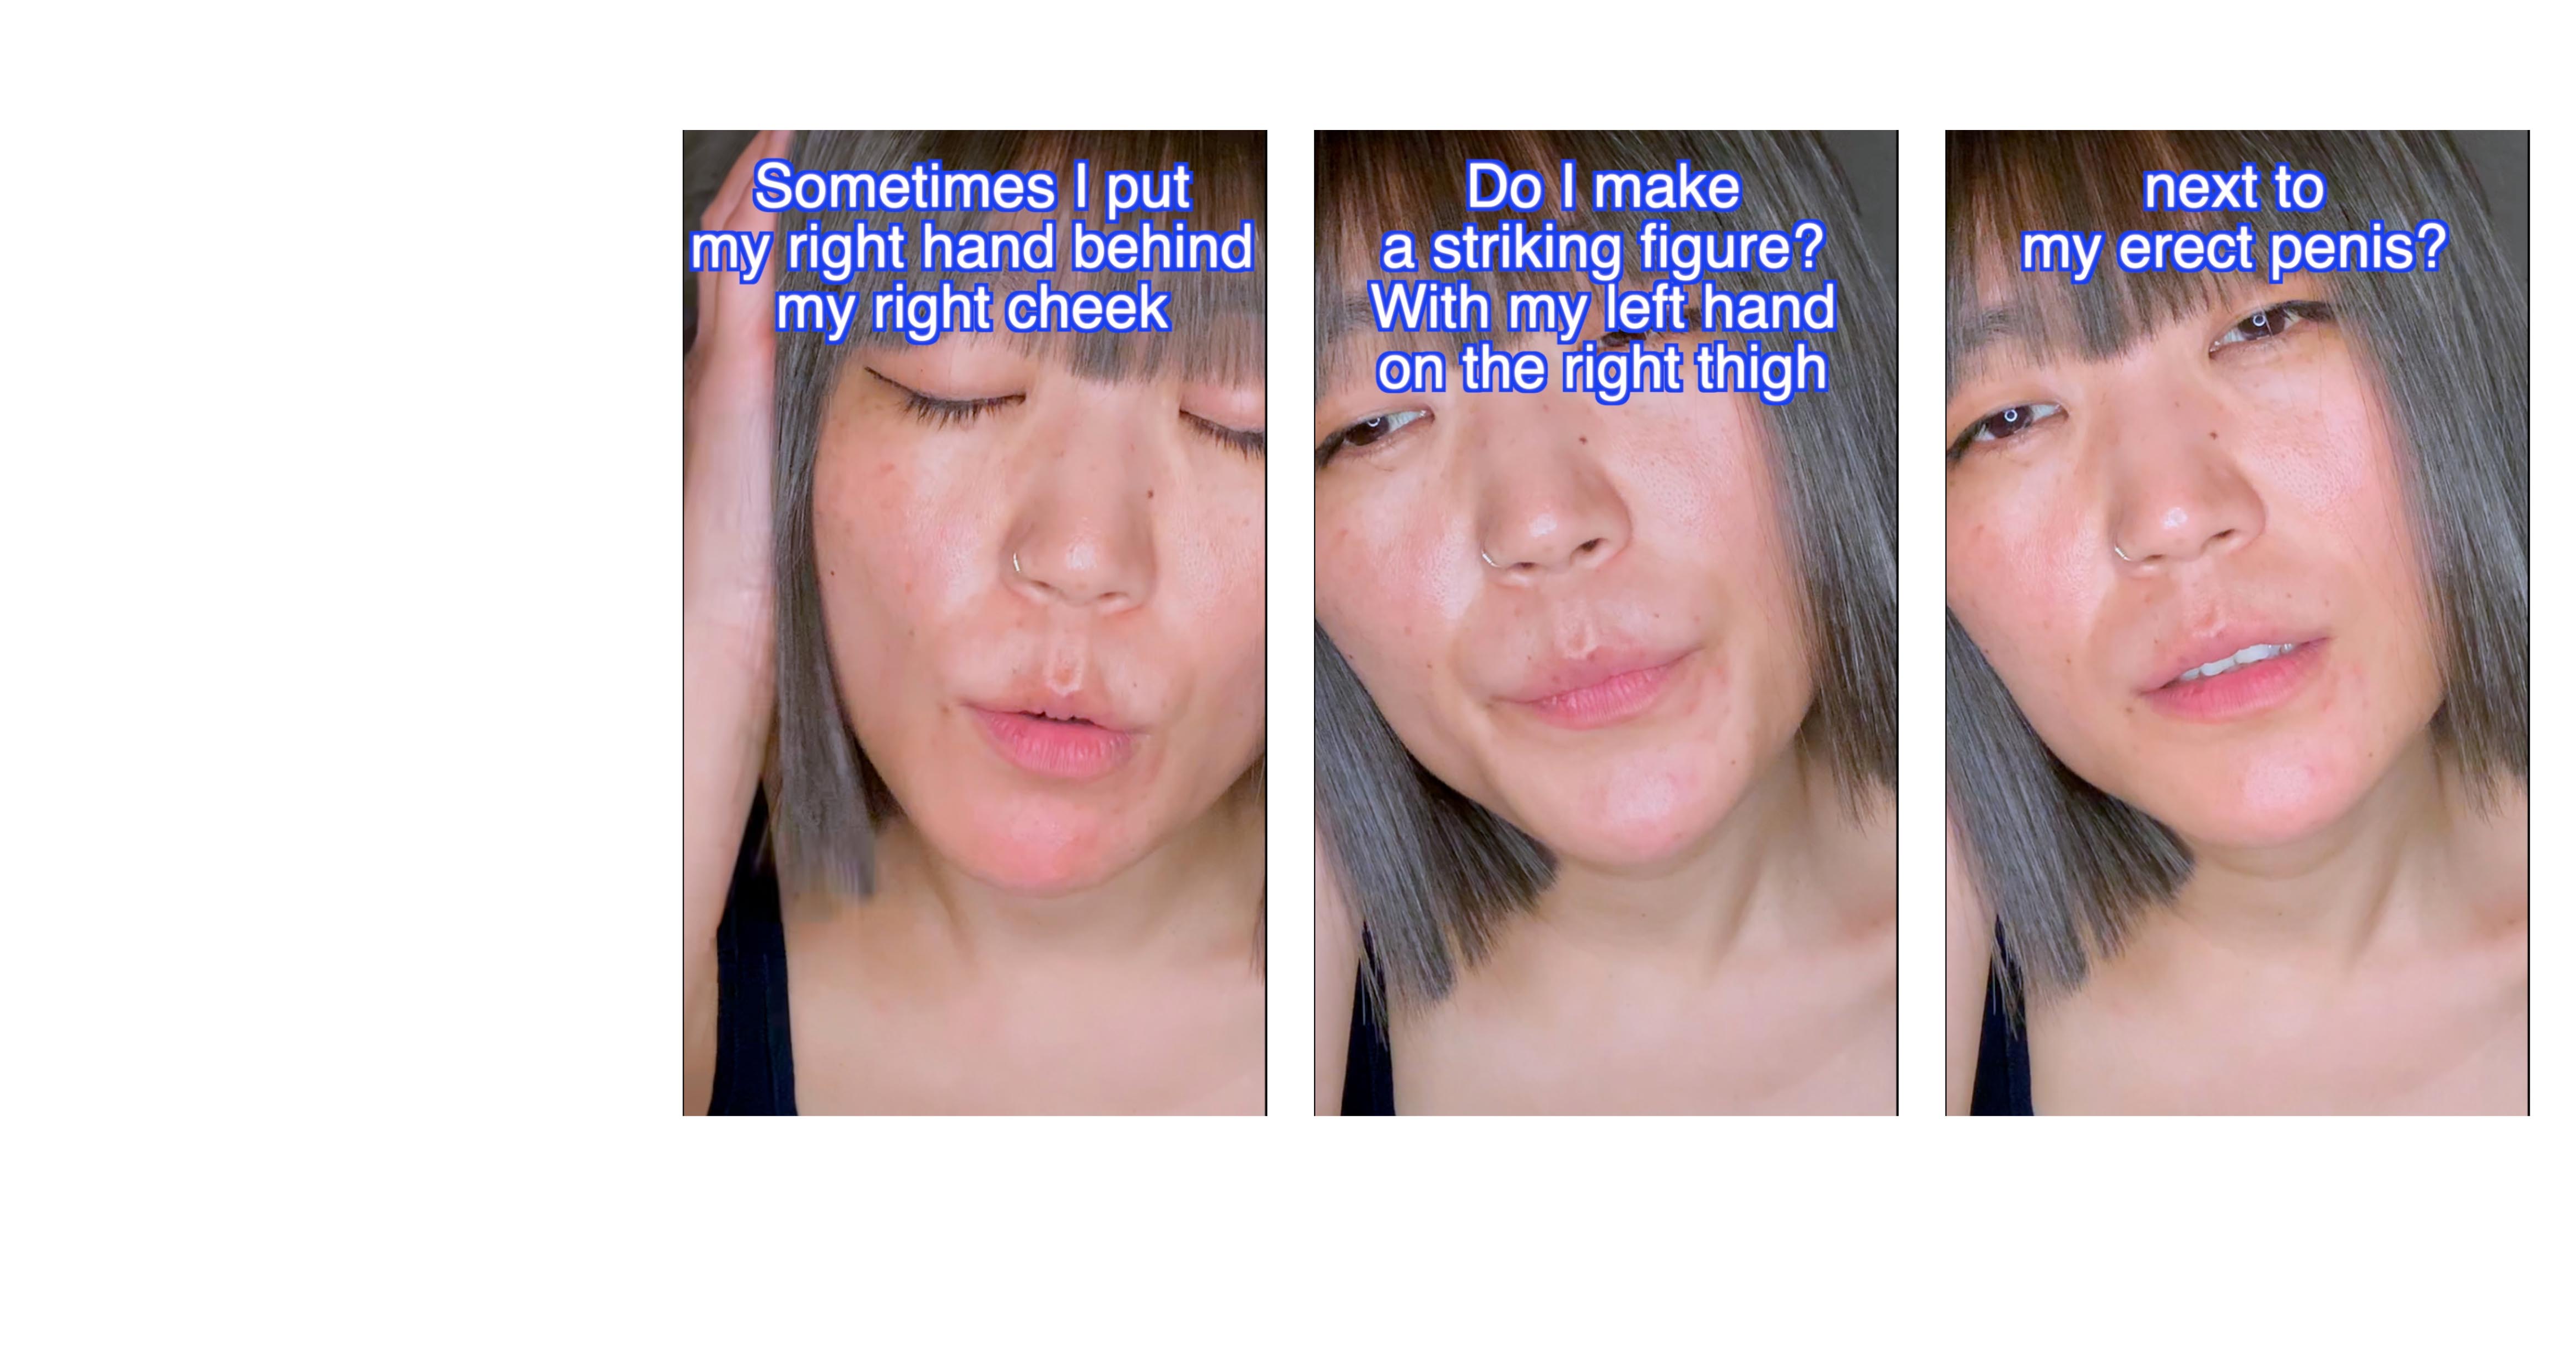 Sometimes I put
my right hand behind
my right cheek
Do I make
a striking figure?
With my left hand
on the right thigh
next to
my erect penis?